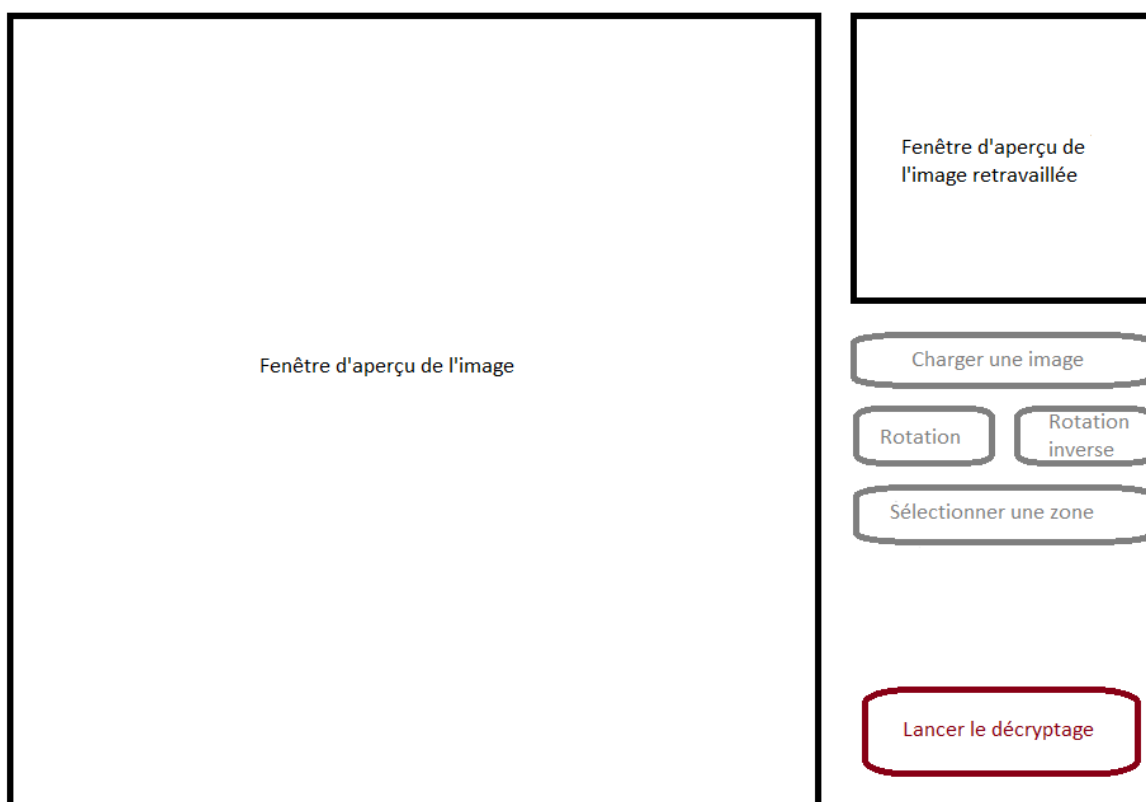 Fenêtre d'aperçu de
l'image retravaillée
Fenêtre d'aperçu de l'image
Charger une image
Rotation
Rotation
inverse
Sélectionner une zone
Lancer le décryptage